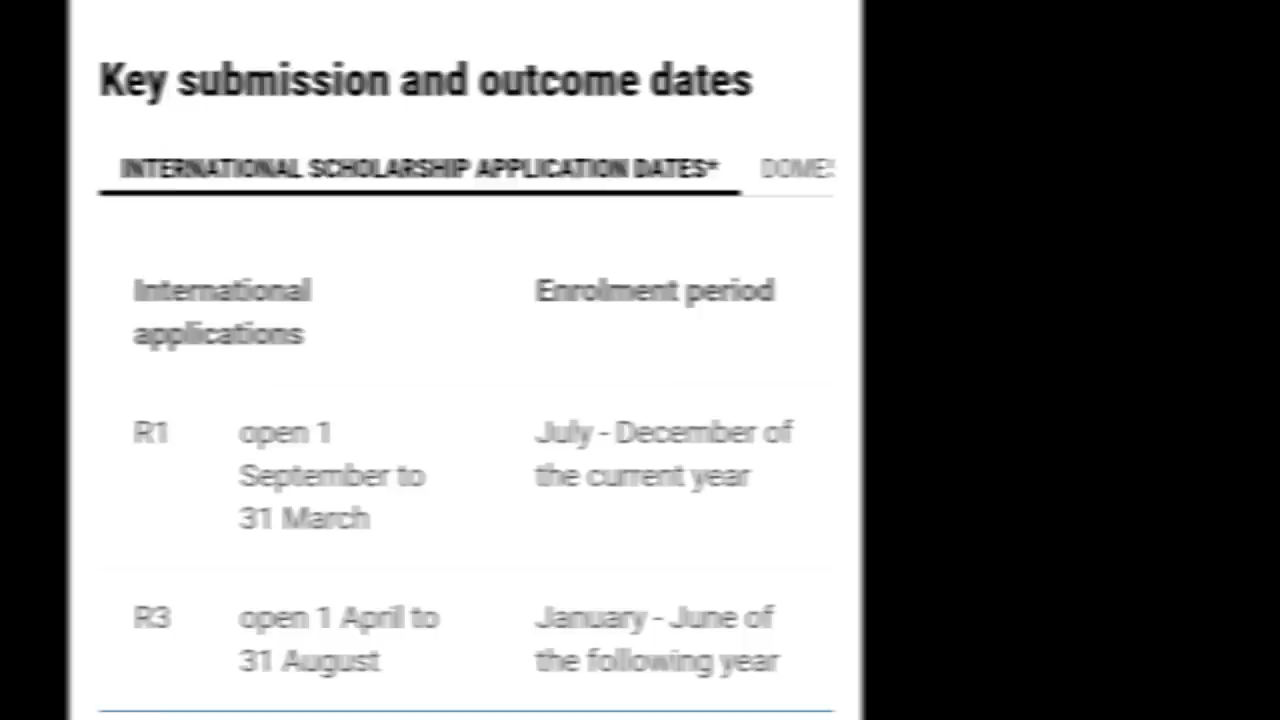 Key submission and outcome dates
INTERNATIONAL SCHOLARSHIP APPLICATION DATES*
International Enrolment period
applications
R1 open 1 July - December of
September to the current year
31 March
R3 open 1 April to January - June of
31 August the following year